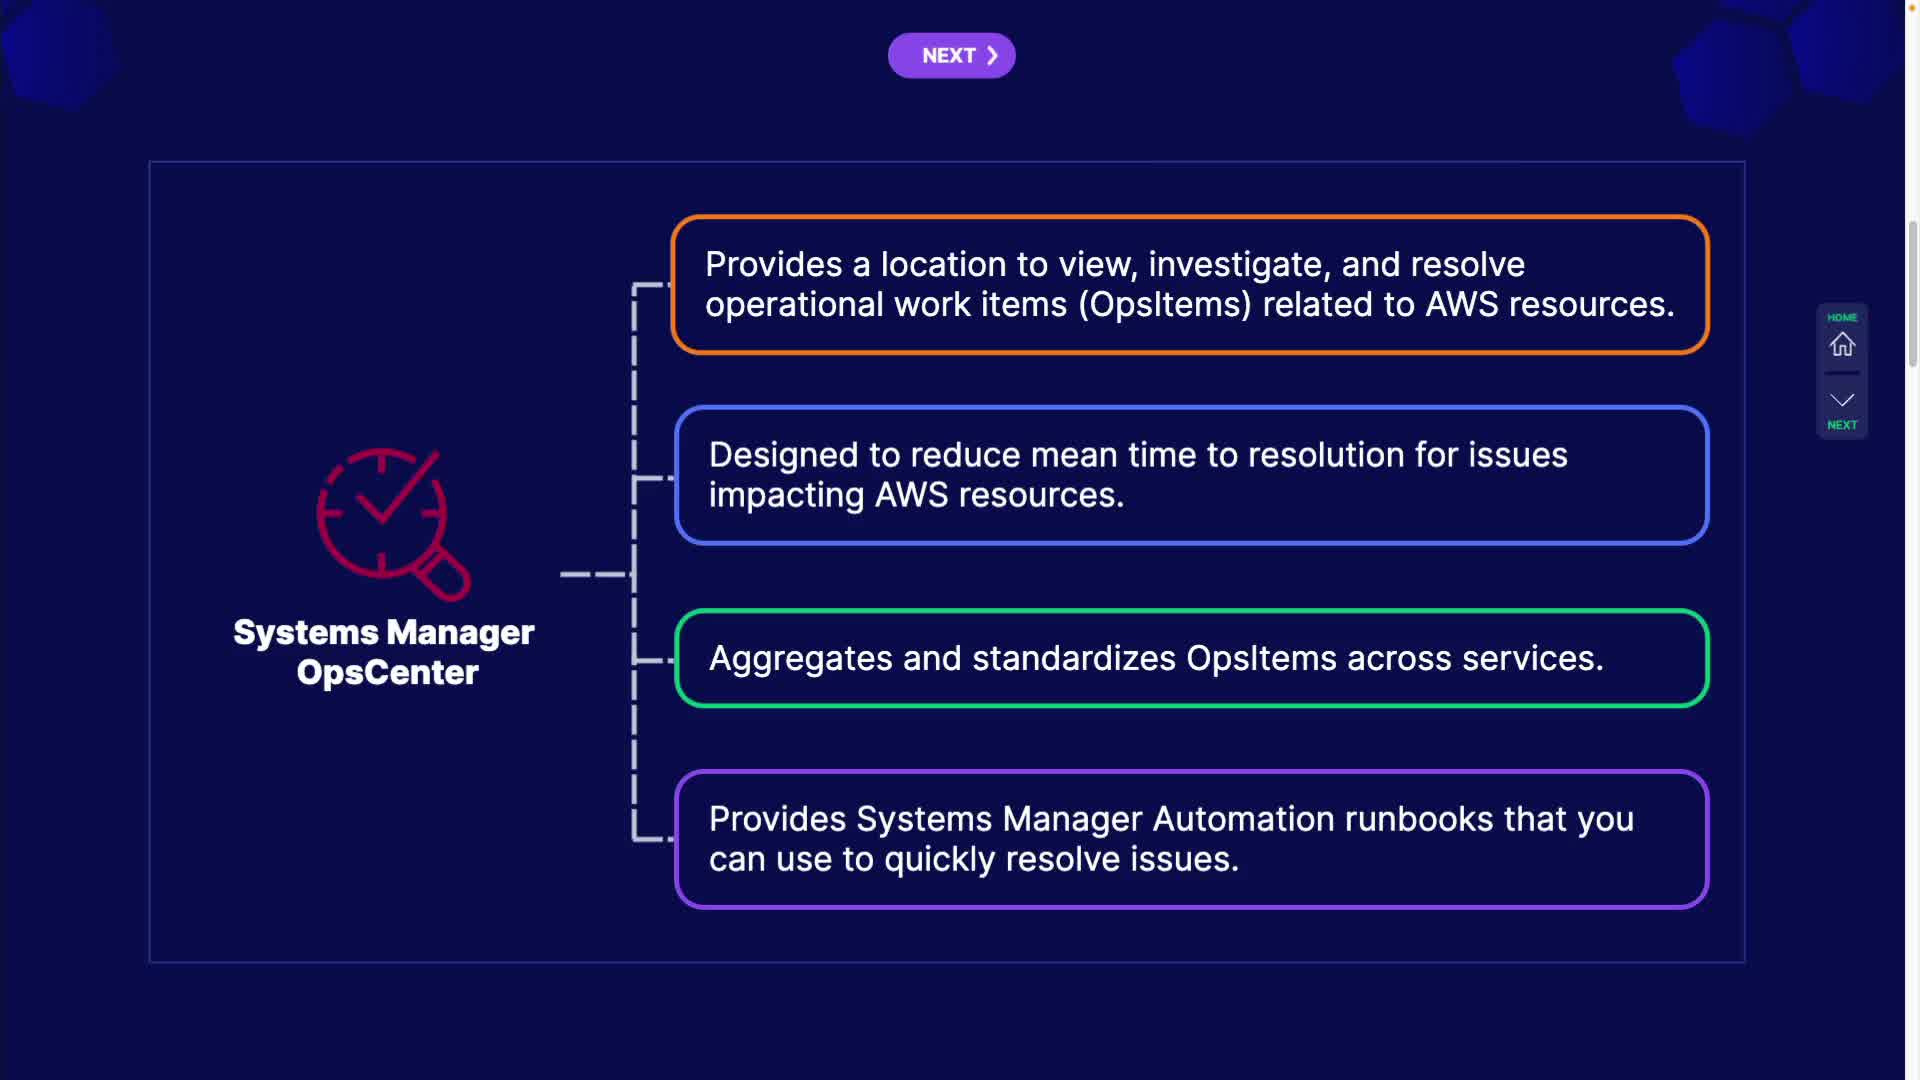 NEXT
Provides a location to view, investigate, and resolve
operational work items (OpsItems) related to AWS resources.
HOME
NEXT
Designed to reduce mean time to resolution for issues
impacting AWS resources.
Systems Manager
OpsCenter
Aggregates and standardizes OpsItems across services.
Provides Systems Manager Automation runbooks that you
can use to quickly resolve issues.